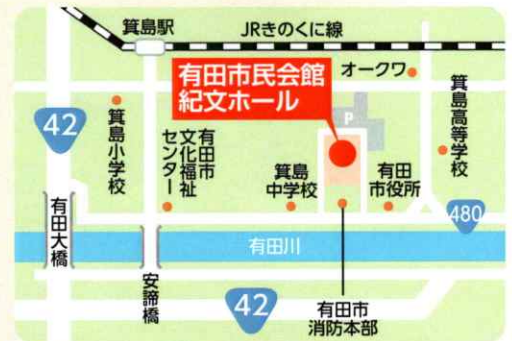 箕島駅
JRきのくに線
有田市民会館
紀文ホール
オークワ
P
42
箕島小学校
有田市
文化福祉
センター
箕島
中学校
有田
市役所
箕島高等学校
480
有田大橋
有田川
安諦橋
42
有田市
消防本部